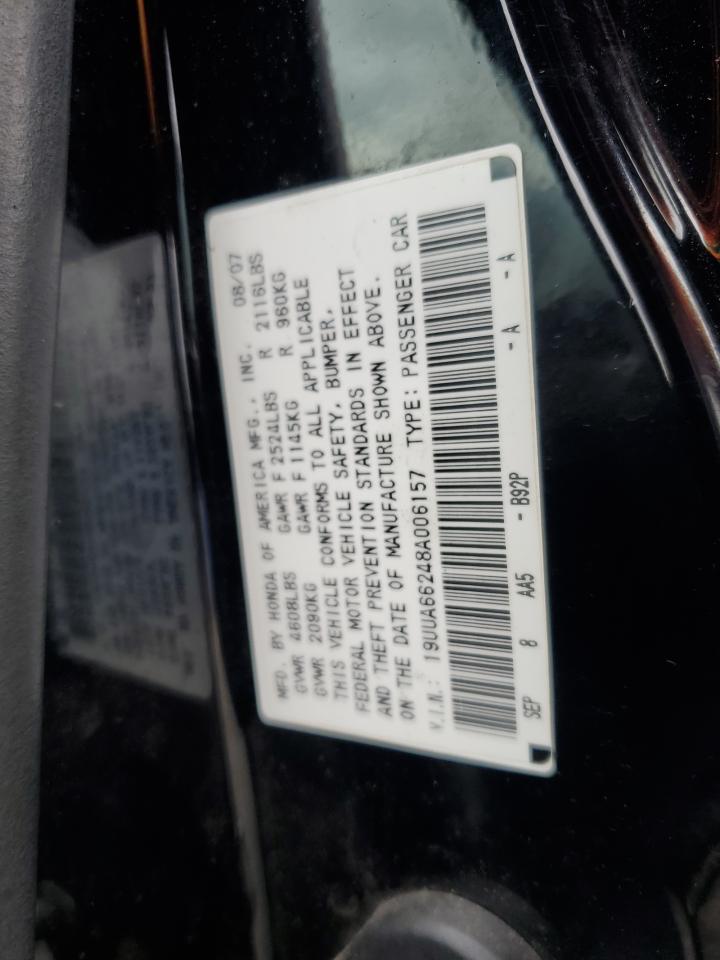 MFD. BY HONDA OF AMERICA MFG., INC. 08/07
GVWR 4608LBS GAWR F 2524LBS R 2116LBS
GVWR 2090KG GAWR F 1145KG R 960KG
THIS VEHICLE CONFORMS TO ALL APPLICABLE
FEDERAL MOTOR VEHICLE SAFETY, BUMPER,
AND THEFT PREVENTION STANDARDS IN EFFECT
ON THE DATE OF MANUFACTURE SHOWN ABOVE.
V.I.N.: 19UUA66248A006157 TYPE: PASSENGER CAR
SEP 8 AA5 - B92P - A - A